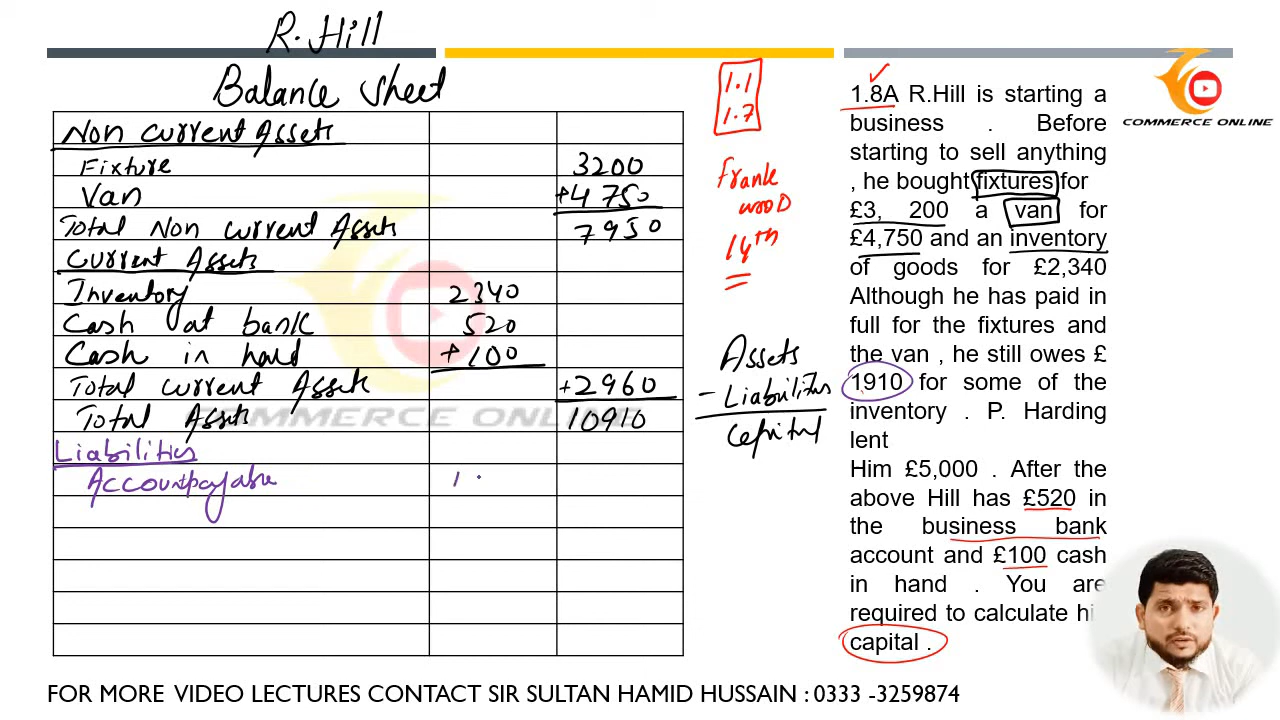 R. Hill
Balance sheet
Non Current Assets
Fixture 3200
Van +4750
Total Non current Assets 7950
Current Assets
Inventory 2340
Cash at bank 520
Cash in hand +100
Total current Assets +2960
Total Assets 10910
Liabilities
Account payable 1
1.1
1.7
Frank
wood
14th
Assets
- Liabilities
Capital
1.8A R.Hill is starting a
business . Before
starting to sell anything
, he bought fixtures for
£3, 200 a van for
£4,750 and an inventory
of goods for £2,340
Although he has paid in
full for the fixtures and
the van , he still owes £
1910 for some of the
inventory . P. Harding
lent
Him £5,000 . After the
above Hill has £520 in
the business bank
account and £100 cash
in hand . You are
required to calculate hi
capital .
COMMERCE ONLINE
COMMERCE ONLINE
FOR MORE VIDEO LECTURES CONTACT SIR SULTAN HAMID HUSSAIN : 0333 -3259874